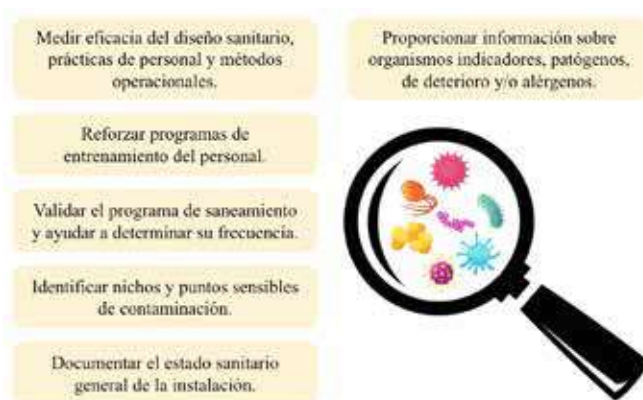 Medir eficacia del diseño sanitario,
prácticas de personal y métodos
operacionales.
Reforzar programas de
entrenamiento del personal.
Validar el programa de saneamiento
y ayudar a determinar su frecuencia.
Identificar nichos y puntos sensibles
de contaminación.
Documentar el estado sanitario
general de la instalación.
Proporcionar información sobre
organismos indicadores, patógenos,
de deterioro y/o alérgenos.